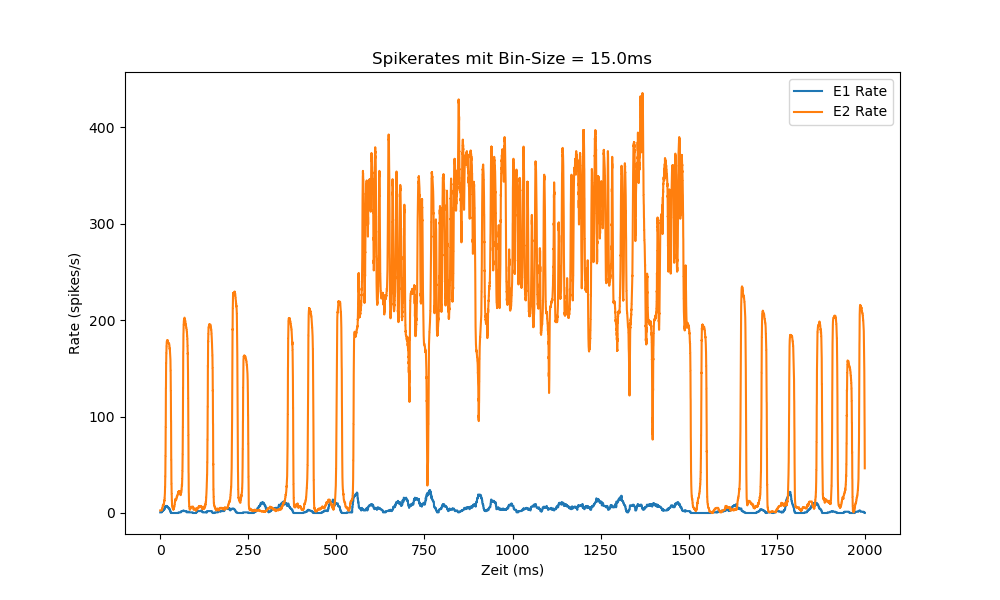 Spikerates mit Bin-Size = 15.0ms
E1 Rate
E2 Rate
400
300
200
100
0
Rate (spikes/s)
0 250 500 750 1000 1250 1500 1750 2000
Zeit (ms)